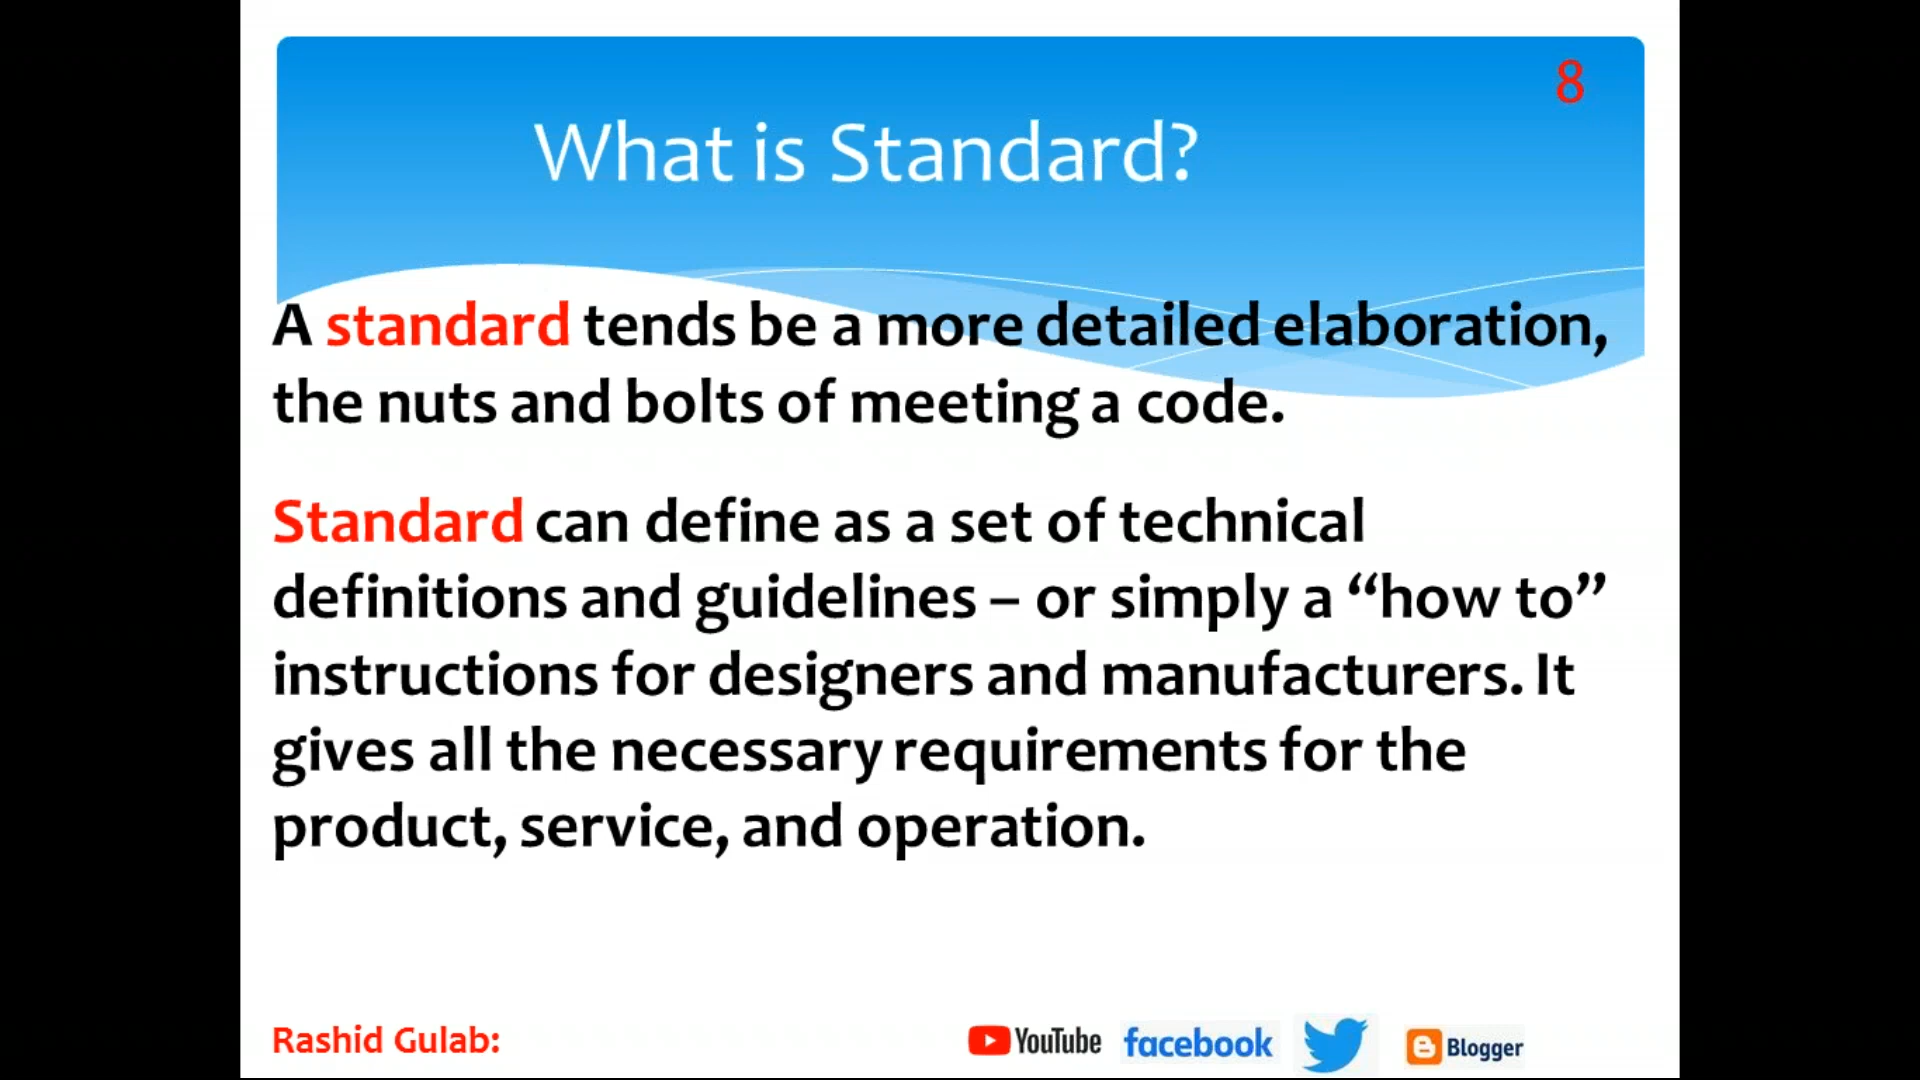 8
What is Standard?
A standard tends be a more detailed elaboration,
the nuts and bolts of meeting a code.
Standard can define as a set of technical
definitions and guidelines – or simply a “how to”
instructions for designers and manufacturers. It
gives all the necessary requirements for the
product, service, and operation.
Rashid Gulab:
YouTube facebook Blogger